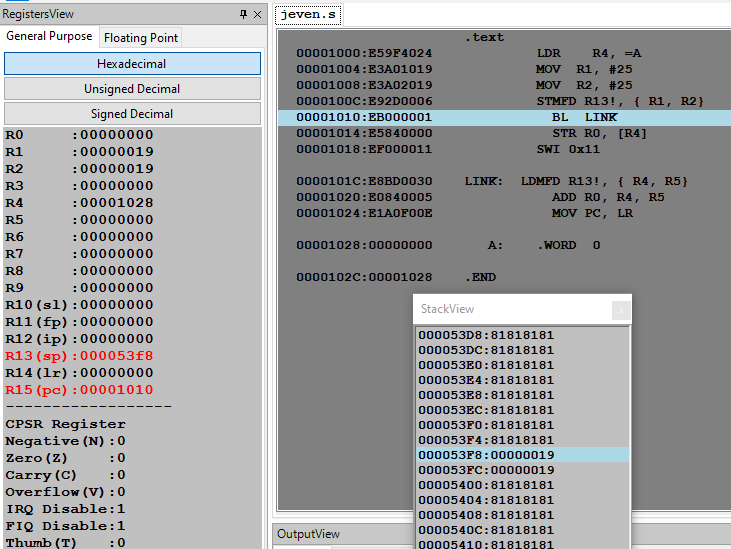 RegistersView
General Purpose
Floating Point
Hexadecimal
Unsigned Decimal
Signed Decimal
R0 :00000000
R1 :00000019
R2 :00000019
R3 :00000000
R4 :00001028
R5 :00000000
R6 :00000000
R7 :00000000
R8 :00000000
R9 :00000000
R10(sl):00000000
R11(fp):00000000
R12(ip):00000000
R13(sp):000053f8
R14(lr):00000000
R15(pc):00001010
------------------
CPSR Register
Negative(N):0
Zero(Z) :0
Carry(C) :0
Overflow(V):0
IRQ Disable:1
FIQ Disable:1
Thumb(T) :0
jeven.s
.text
00001000:E59F4024 LDR R4, =A
00001004:E3A01019 MOV R1, #25
00001008:E3A02019 MOV R2, #25
0000100C:E92D0006 STMFD R13!, { R1, R2}
00001010:EB000001 BL LINK
00001014:E5840000 STR R0, [R4]
00001018:EF000011 SWI 0x11
0000101C:E8BD0030 LINK: LDMFD R13!, { R4, R5}
00001020:E0840005 ADD R0, R4, R5
00001024:E1A0F00E MOV PC, LR
00001028:00000000 A: .WORD 0
0000102C:00001028 .END
StackView
x
000053D8:81818181
000053DC:81818181
000053E0:81818181
000053E4:81818181
000053E8:81818181
000053EC:81818181
000053F0:81818181
000053F4:81818181
000053F8:00000019
000053FC:00000019
00005400:81818181
00005404:81818181
00005408:81818181
0000540C:81818181
00005410:81818181
OutputView